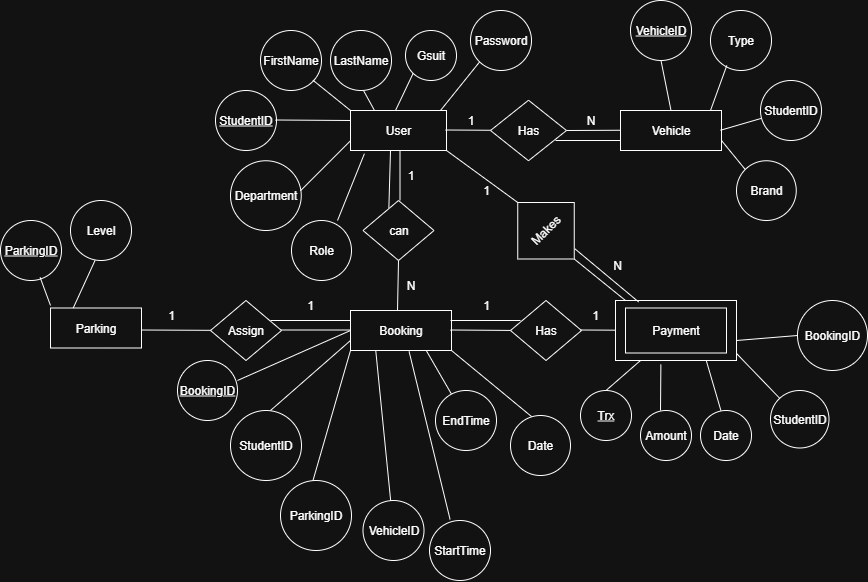 VehicleID
Type
Password
Gsuit
FirstName
LastName
StudentID
StudentID
User
1
Has
N
Vehicle
Department
1
1
Brand
ParkingID
Level
Role
can
Makes
N
N
Parking
1
Assign
1
Booking
1
Has
1
Payment
BookingID
BookingID
StudentID
EndTime
Date
Trx
Amount
Date
StudentID
ParkingID
VehicleID
StartTime